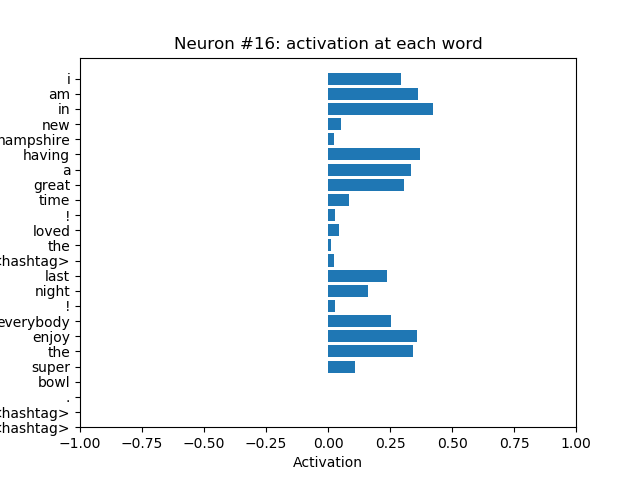 Neuron #16: activation at each word
i
am
in
new
hampshire
having
a
great
time
!
loved
the
hashtag>
last
night
!
everybody
enjoy
the
super
bowl
.
hashtag>
hashtag>
−1.00 −0.75 −0.50 −0.25 0.00 0.25 0.50 0.75 1.00
Activation